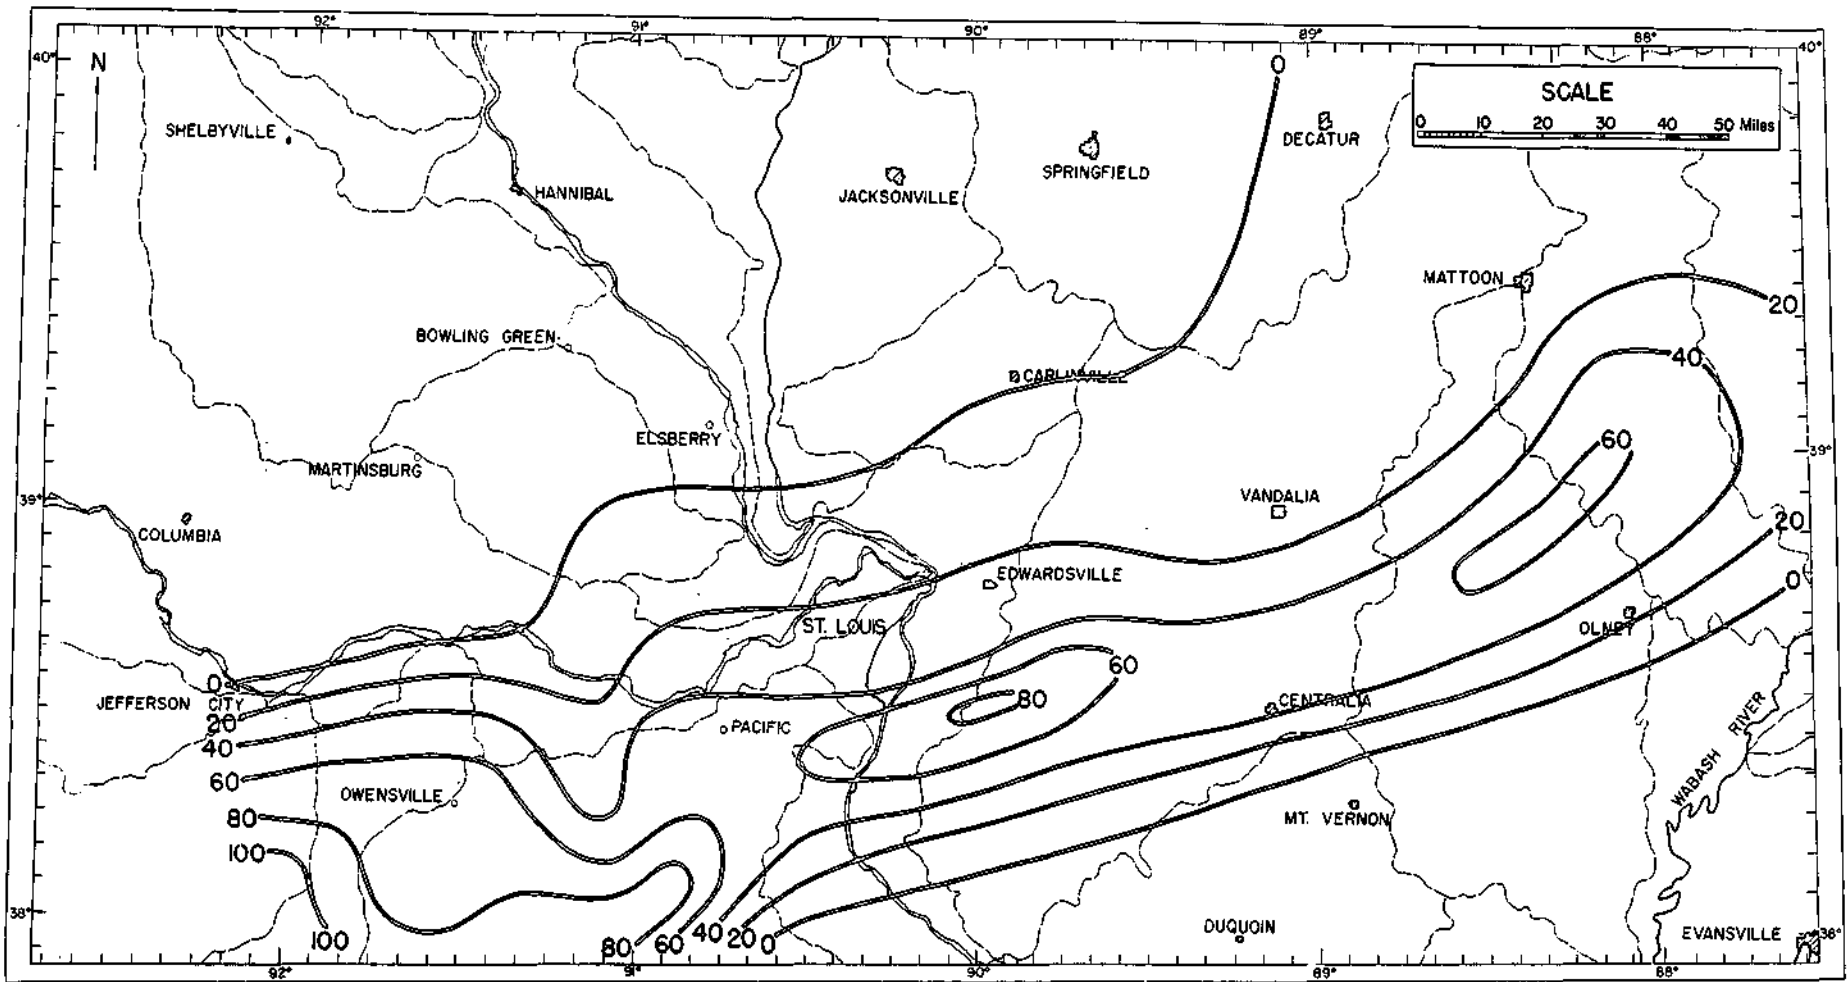 92° 91° 90° 89° 88°
40° 40°
N
0
SCALE
0 10 20 30 40 50 Miles
SHELBYVILLE
DECATUR
SPRINGFIELD
HANNIBAL
JACKSONVILLE
MATTOON
20
BOWLING GREEN
40
CARLINVILLE
ELSBERRY
60
MARTINSBURG
39° 39°
VANDALIA
20
COLUMBIA
EDWARDSVILLE
0
ST. LOUIS
OLNEY
60
0
JEFFERSON CITY
80
CENTRALIA
20
PACIFIC
40
WABASH RIVER
60
OWENSVILLE
80
MT. VERNON
100
38°
100
80 60 40 20 0
DUQUOIN
EVANSVILLE
92° 91° 90° 89° 88°